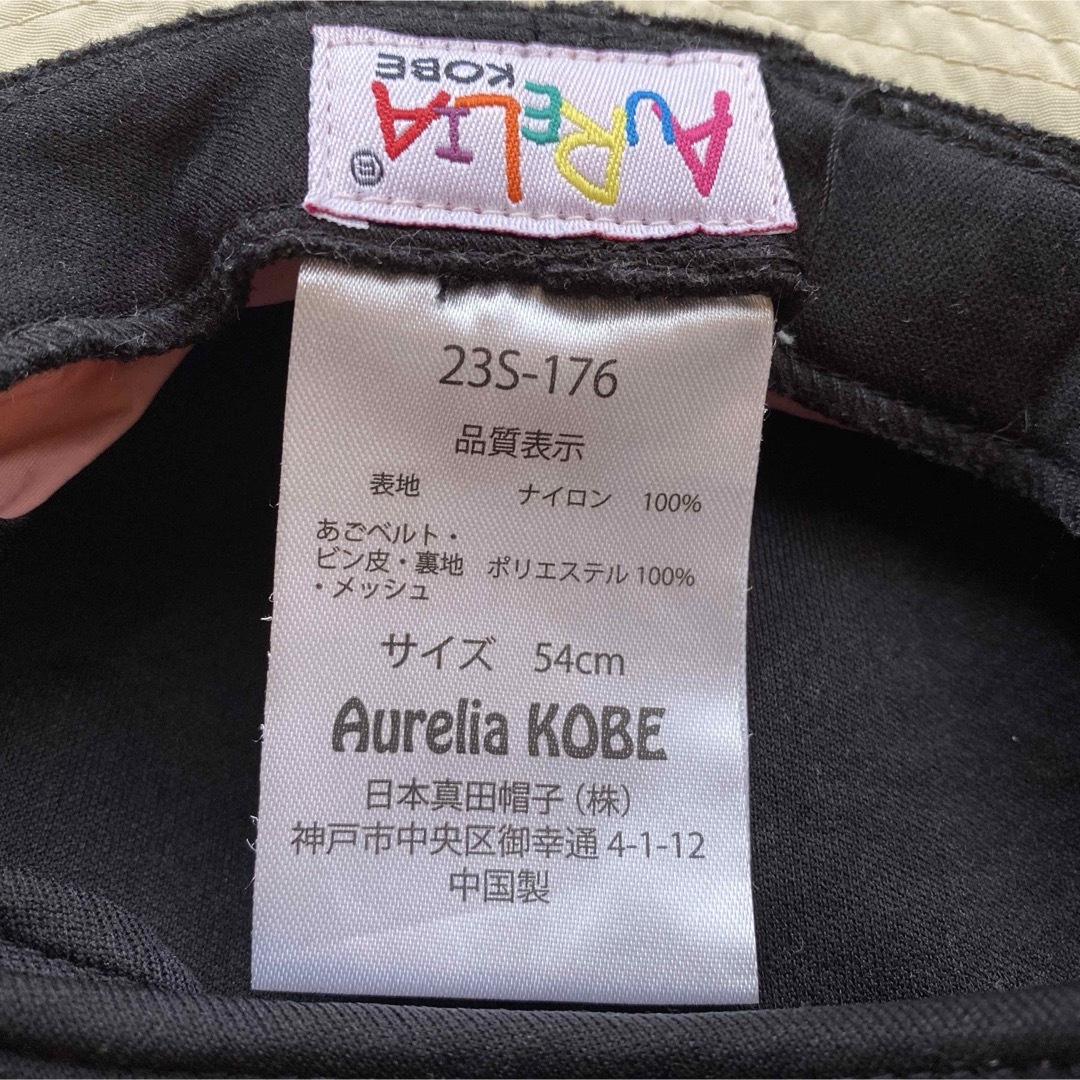 AURELIA
KOBE
®
23S-176
品質表示
表地 ナイロン 100%
あごベルト・
ビン皮・裏地 ポリエステル 100%
・メッシュ
サイズ 54cm
Aurelia KOBE
日本真田帽子(株)
神戸市中央区御幸通 4-1-12
中国製